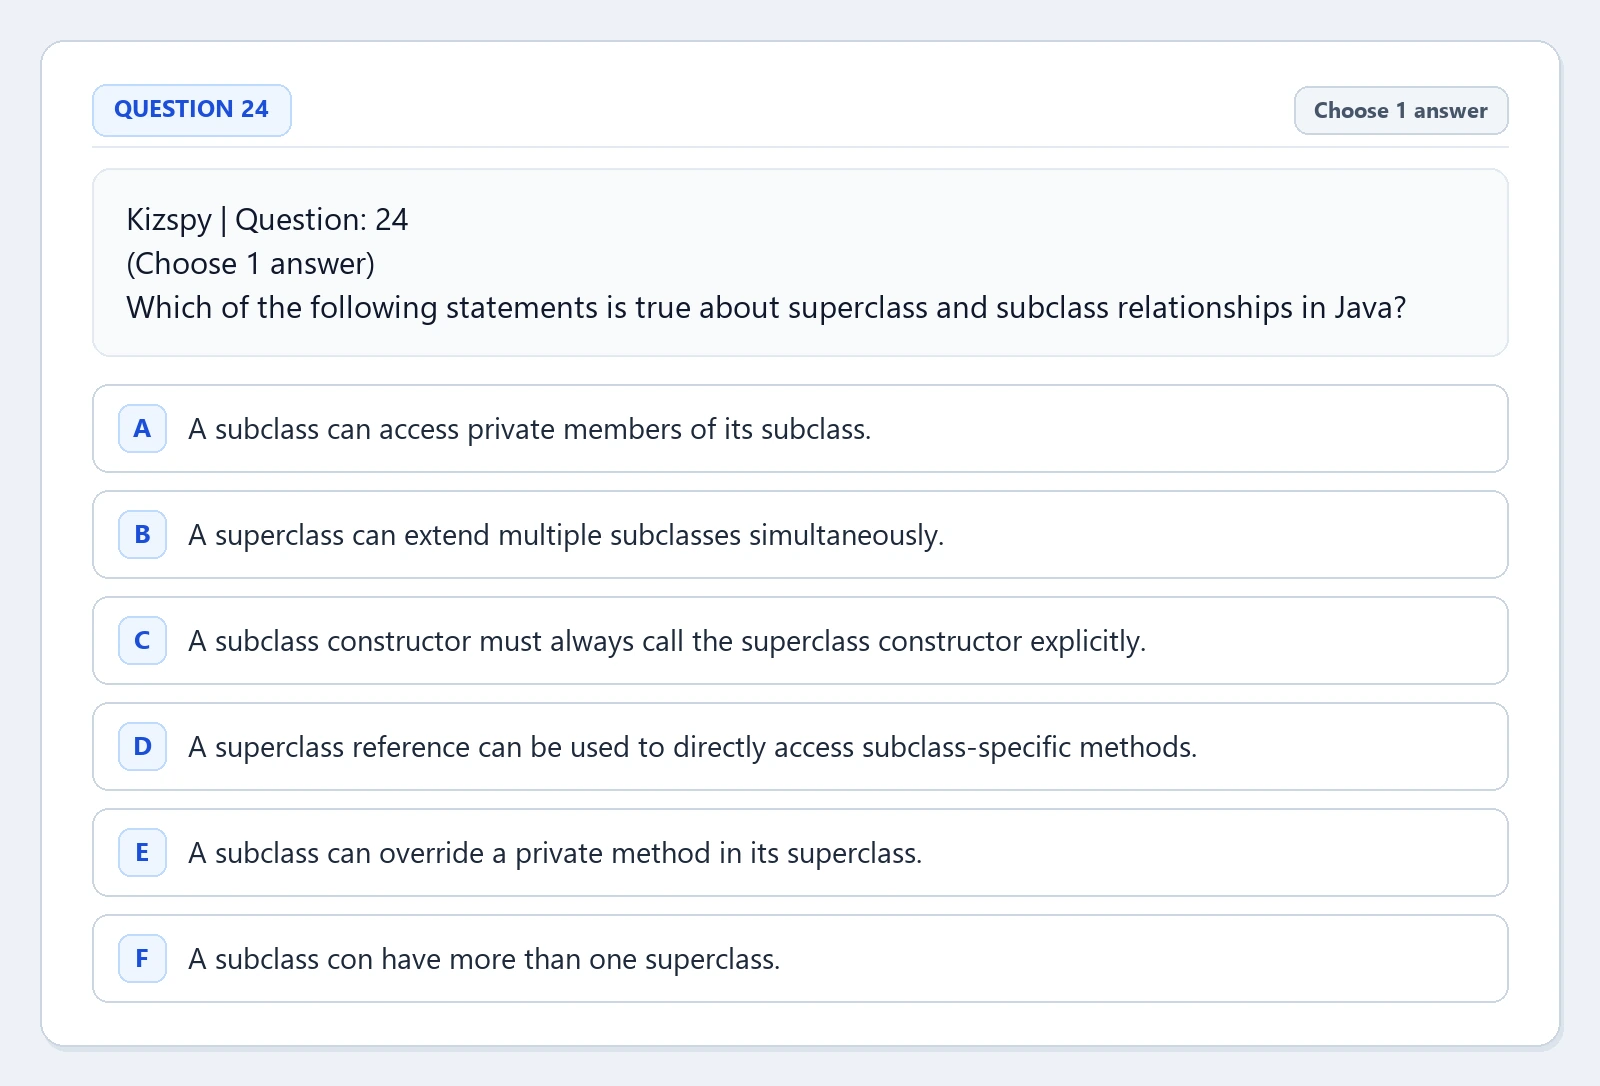 QUESTION 24
Choose 1 answer
Kizspy | Question: 24
(Choose 1 answer)
Which of the following statements is true about superclass and subclass relationships in Java?
A A subclass can access private members of its subclass.
B A superclass can extend multiple subclasses simultaneously.
C A subclass constructor must always call the superclass constructor explicitly.
D A superclass reference can be used to directly access subclass-specific methods.
E A subclass can override a private method in its superclass.
F A subclass con have more than one superclass.